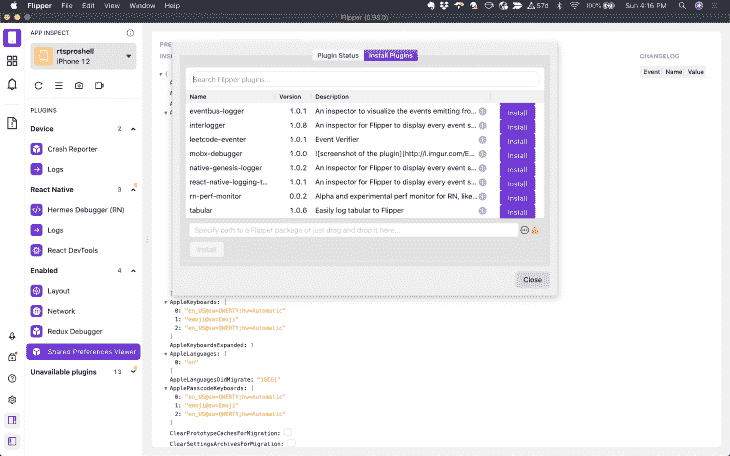 Flipper File Edit View Window Help
57d 100% Sun 4:16 PM
Flipper (0.98.0)
APP INSPECT
rtsproshell
iPhone 12
PLUGINS
Device 2
Crash Reporter
Logs
React Native 3
Hermes Debugger (RN)
Logs
React DevTools
Enabled 4
Layout
Network
Redux Debugger
Shared Preferences Viewer
Unavailable plugins 13
Plugin Status Install Plugins
Search Flipper plugins...
Name Version Description
eventbus-logger 1.0.1 An inspector to visualize the events emitting fro... Install
interlogger 1.0.8 An inspector for Flipper to display every event s... Install
leetcode-eventer 1.0.1 Event Verifier Install
mobx-debugger 1.0.0 ![screenshot of the plugin](http://i.imgur.com/E... Install
native-genesis-logger 1.0.2 An inspector for Flipper to display every event s... Install
react-native-logging-t... 1.0.1 An inspector for Flipper to display every event s... Install
rn-perf-monitor 0.0.2 Alpha and experimental perf monitor for RN, like... Install
tabular 1.0.6 Easily log tabular to Flipper Install
Specify path to a Flipper package or just drag and drop it here...
Install
Close
CHANGELOG
Event Name Value
AppleKeyboards: [
0: "en_US@sw=QWERTY;hw=Automatic"
1: "emoji@sw=Emoji"
2: "en_US@sw=QWERTY;hw=Automatic"
]
AppleKeyboardsExpanded: 1
AppleLanguages: [
0: "en"
]
AppleLanguagesDidMigrate:
ApplePasscodeKeyboards: [
0: "en_US@sw=QWERTY;hw=Automatic"
1: "emoji@sw=Emoji"
2: "en_US@sw=QWERTY;hw=Automatic"
]
ClearPrototypeCachesForMigration:
ClearSettingsArchivesForMigration: